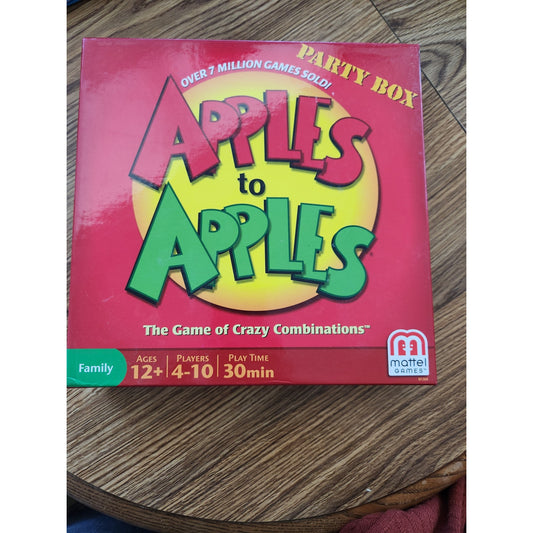 PARTY BOX
OVER 7 MILLION GAMES SOLD!
APPLES
to
APPLES
The Game of Crazy Combinations™
Family
AGES 12+
PLAYERS 4-10
PLAY TIME 30min
mattel
GAMES™